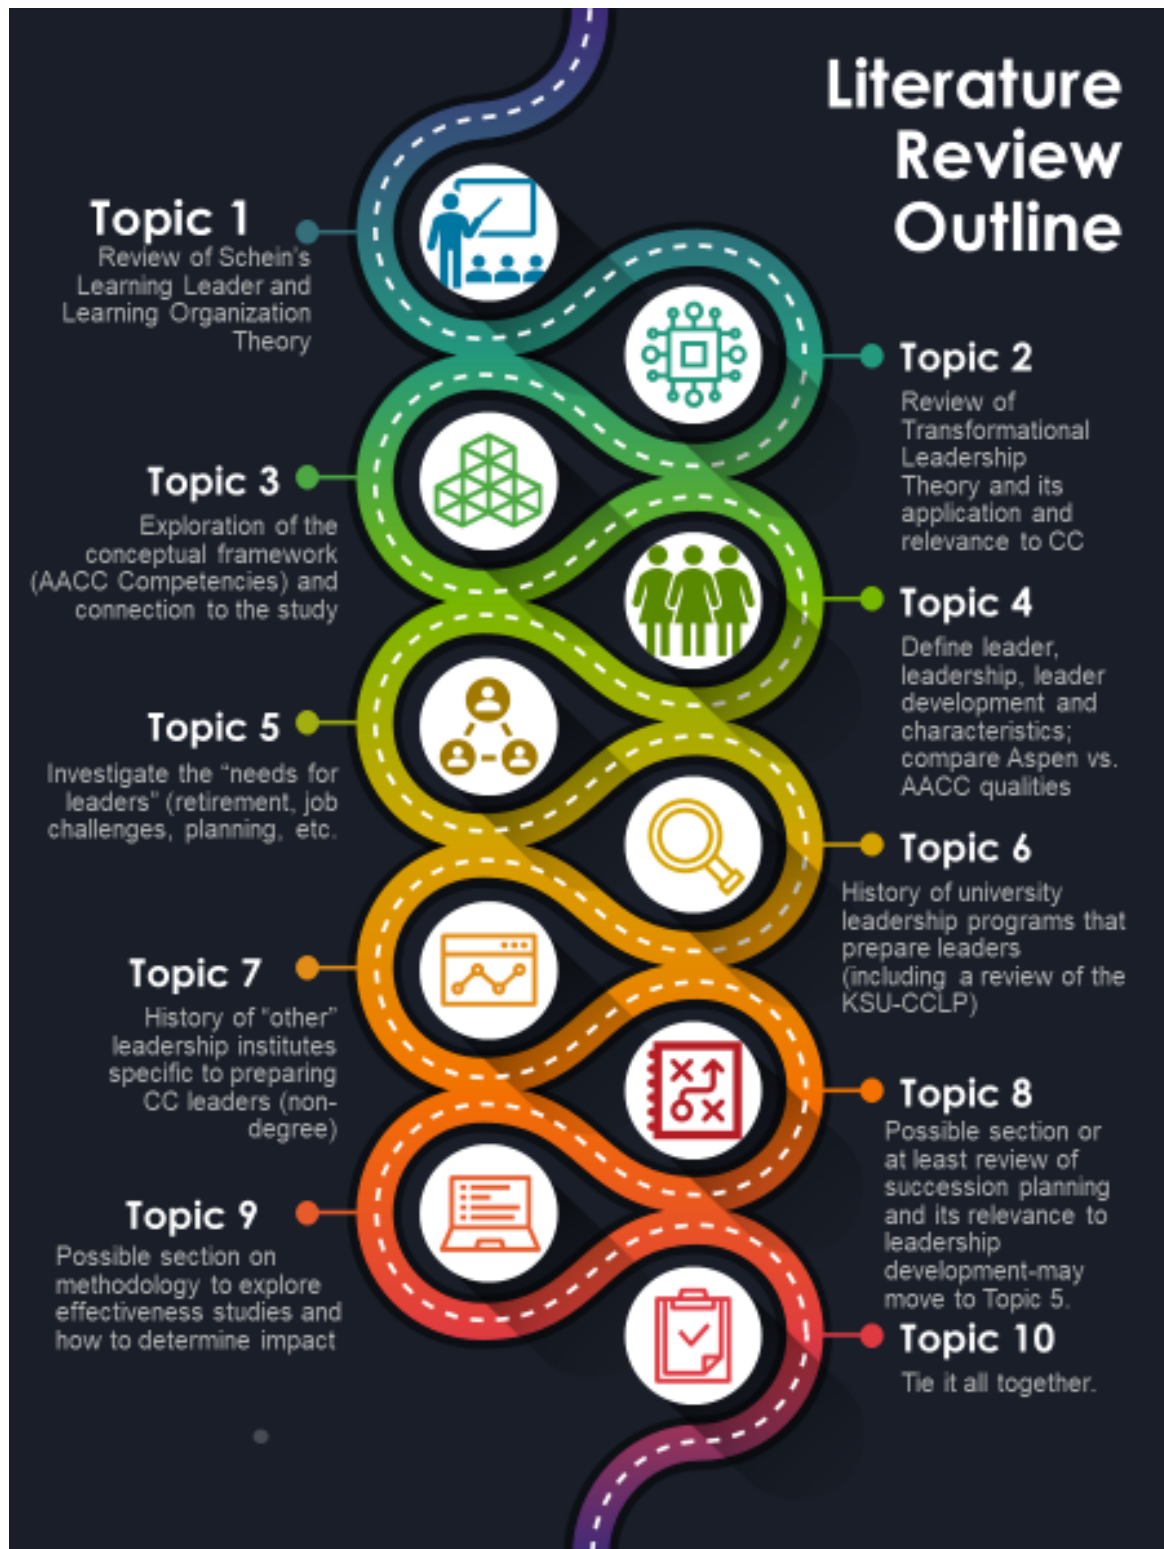 Literature
Review
Outline
Topic 1
Review of Schein's
Learning Leader and
Learning Organization
Theory
Topic 2
Review of
Transformational
Leadership
Theory and its
application and
relevance to CC
Topic 3
Exploration of the
conceptual framework
(AACC Competencies) and
connection to the study
Topic 4
Define leader,
leadership, leader
development and
characteristics;
compare Aspen vs.
AACC qualities
Topic 5
Investigate the "needs for
leaders" (retirement, job
challenges, planning, etc.
Topic 6
History of university
leadership programs that
prepare leaders
(including a review of the
KSU-CCLP)
Topic 7
History of "other"
leadership institutes
specific to preparing
CC leaders (non-
degree)
Topic 8
Possible section or
at least review of
succession planning
and its relevance to
leadership
development-may
move to Topic 5.
Topic 9
Possible section on
methodology to explore
effectiveness studies and
how to determine impact
Topic 10
Tie it all together.